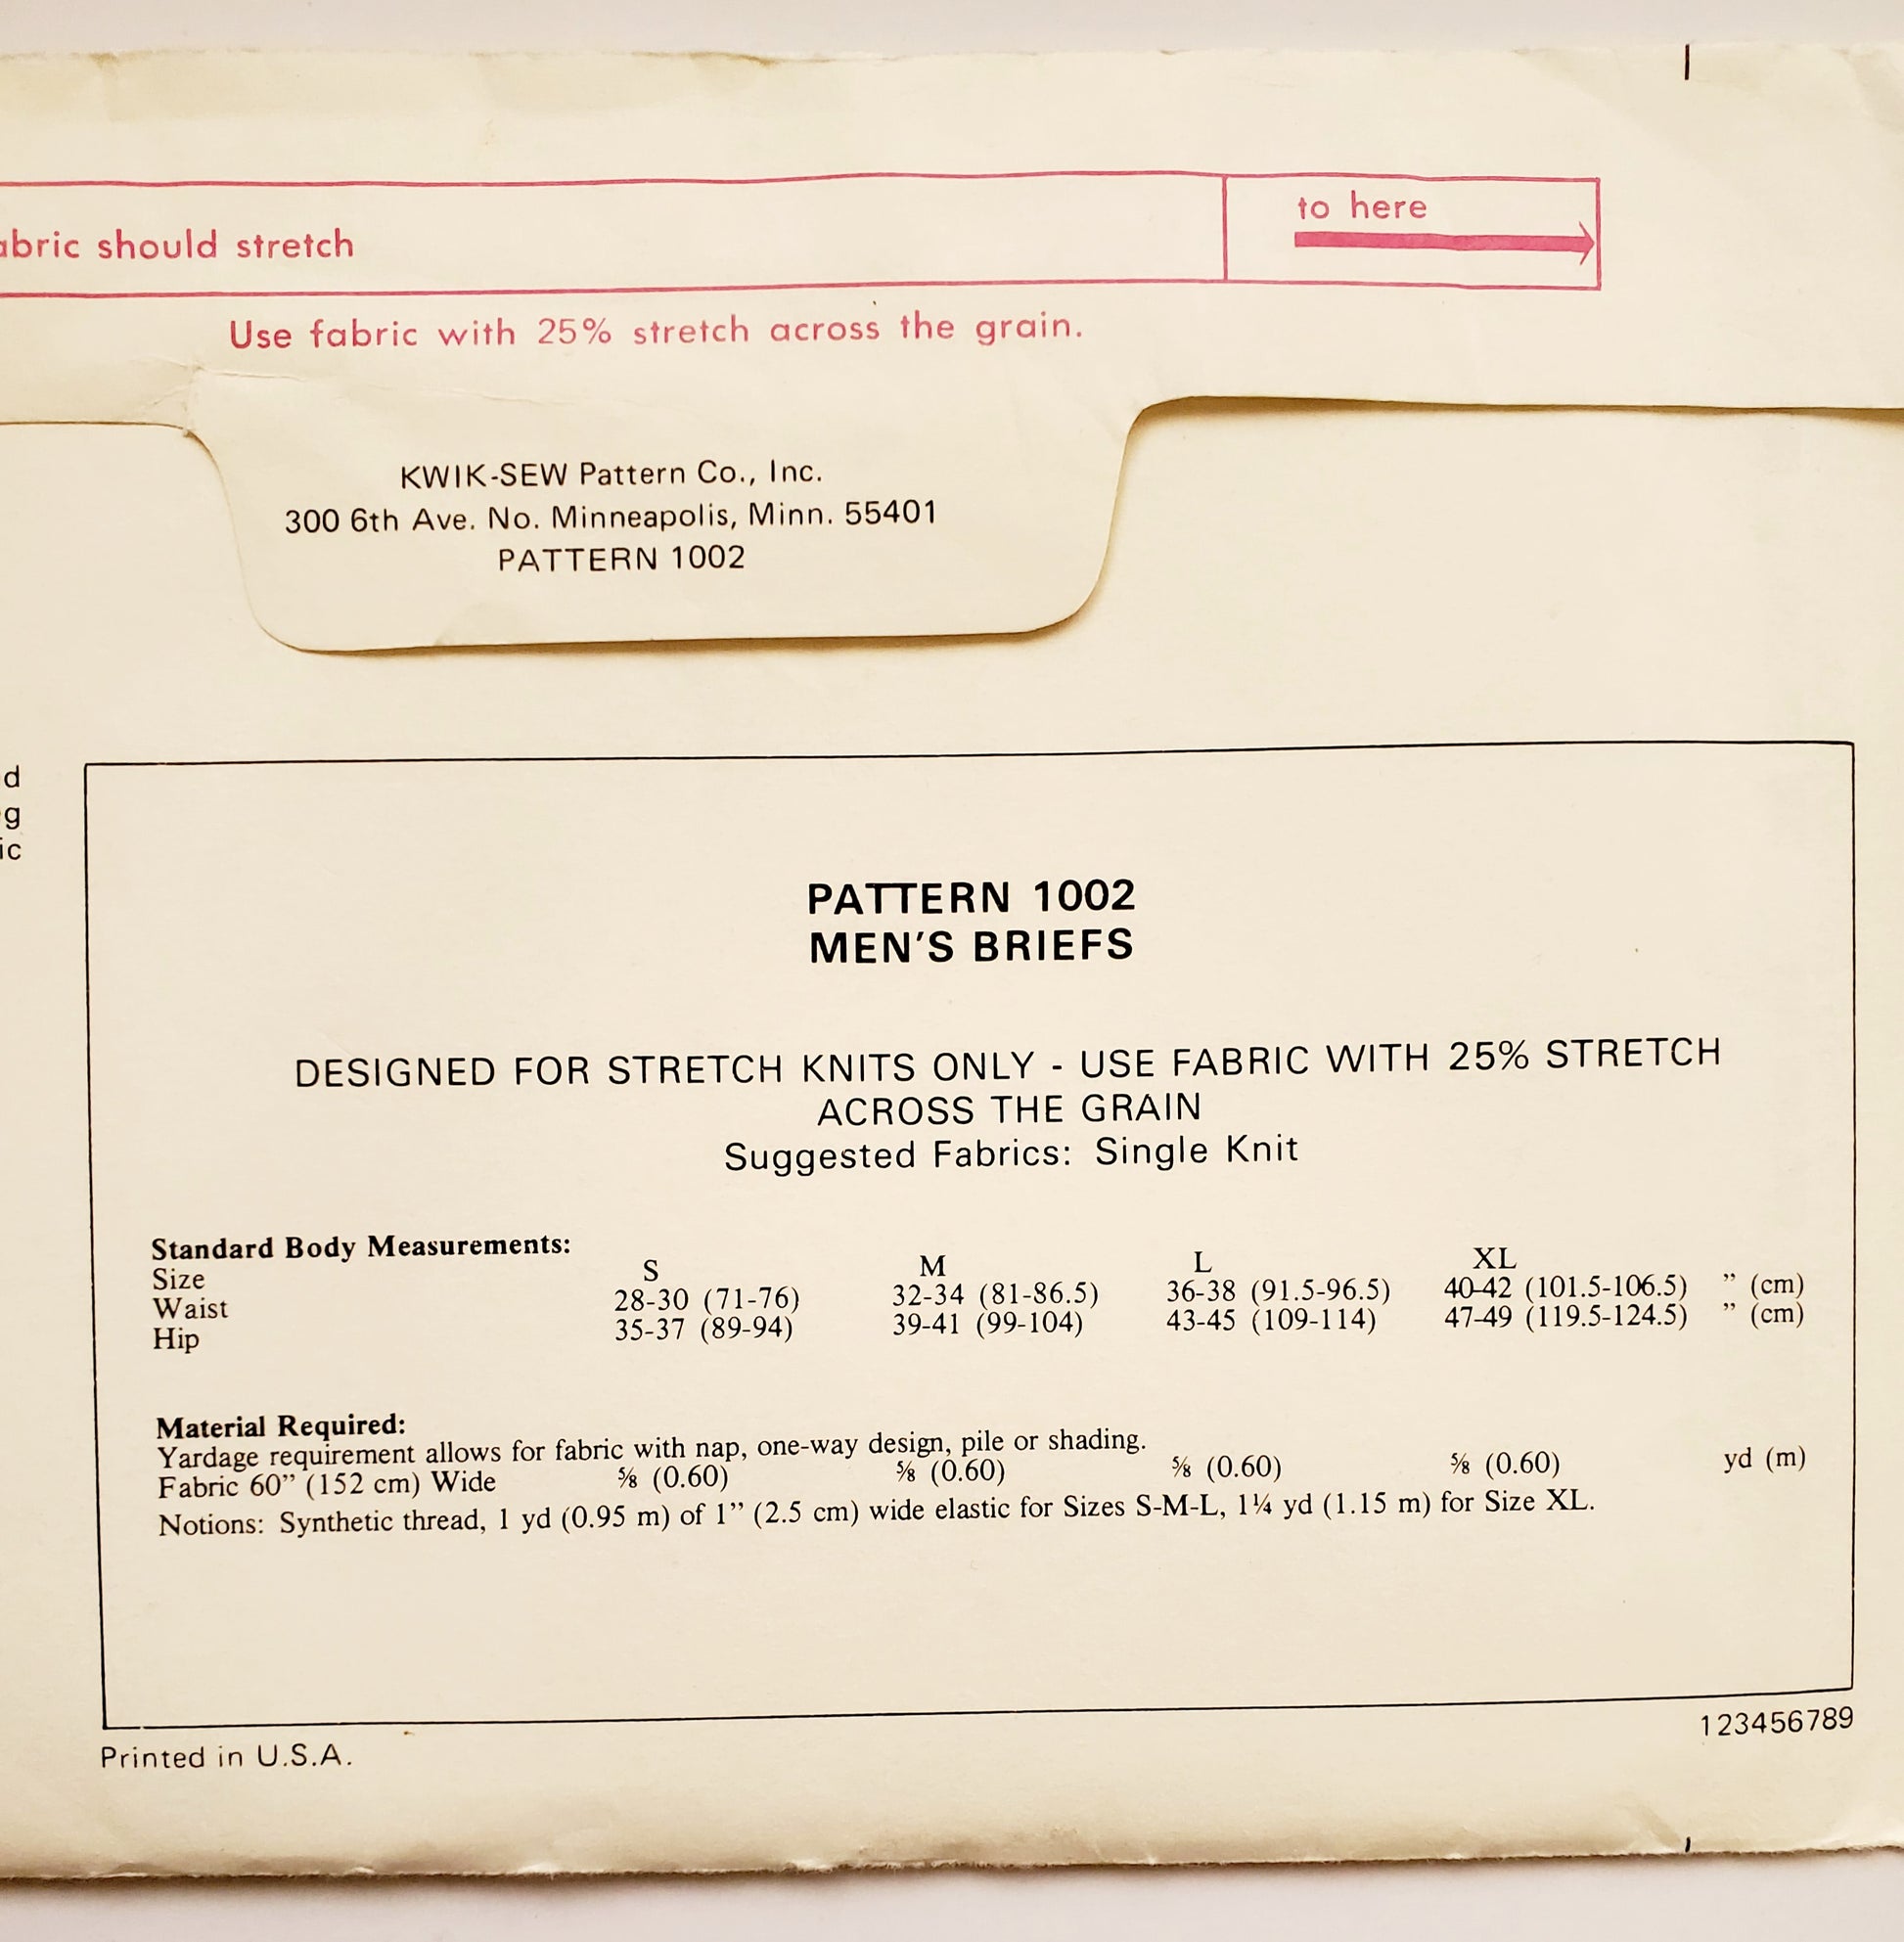 to here
abric should stretch
Use fabric with 25% stretch across the grain.
KWIK-SEW Pattern Co., Inc.
300 6th Ave. No. Minneapolis, Minn. 55401
PATTERN 1002
d
g
ic
PATTERN 1002
MEN'S BRIEFS
DESIGNED FOR STRETCH KNITS ONLY - USE FABRIC WITH 25% STRETCH
ACROSS THE GRAIN
Suggested Fabrics: Single Knit
Standard Body Measurements:
Size S M L XL
Waist 28-30 (71-76) 32-34 (81-86.5) 36-38 (91.5-96.5) 40-42 (101.5-106.5) ” (cm)
Hip 35-37 (89-94) 39-41 (99-104) 43-45 (109-114) 47-49 (119.5-124.5) ” (cm)
Material Required:
Yardage requirement allows for fabric with nap, one-way design, pile or shading.
Fabric 60” (152 cm) Wide ⅝ (0.60) ⅝ (0.60) ⅝ (0.60) ⅝ (0.60) yd (m)
Notions: Synthetic thread, 1 yd (0.95 m) of 1” (2.5 cm) wide elastic for Sizes S-M-L, 1¼ yd (1.15 m) for Size XL.
123456789
Printed in U.S.A.